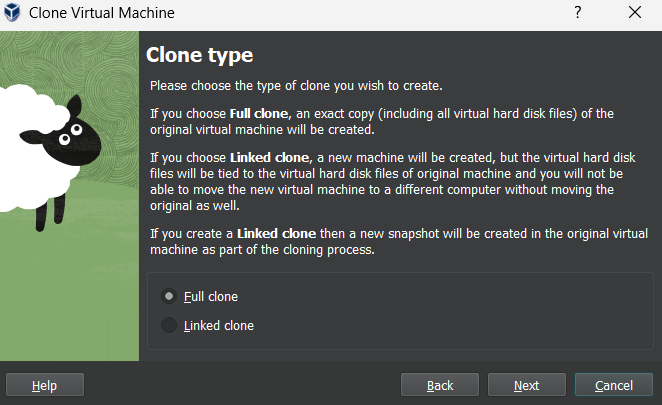 Clone Virtual Machine
?
Clone type
Please choose the type of clone you wish to create.
If you choose Full clone, an exact copy (including all virtual hard disk files) of the
original virtual machine will be created.
If you choose Linked clone, a new machine will be created, but the virtual hard disk
files will be tied to the virtual hard disk files of original machine and you will not be
able to move the new virtual machine to a different computer without moving the
original as well.
If you create a Linked clone then a new snapshot will be created in the original virtual
machine as part of the cloning process.
Full clone
Linked clone
Help
Back
Next
Cancel